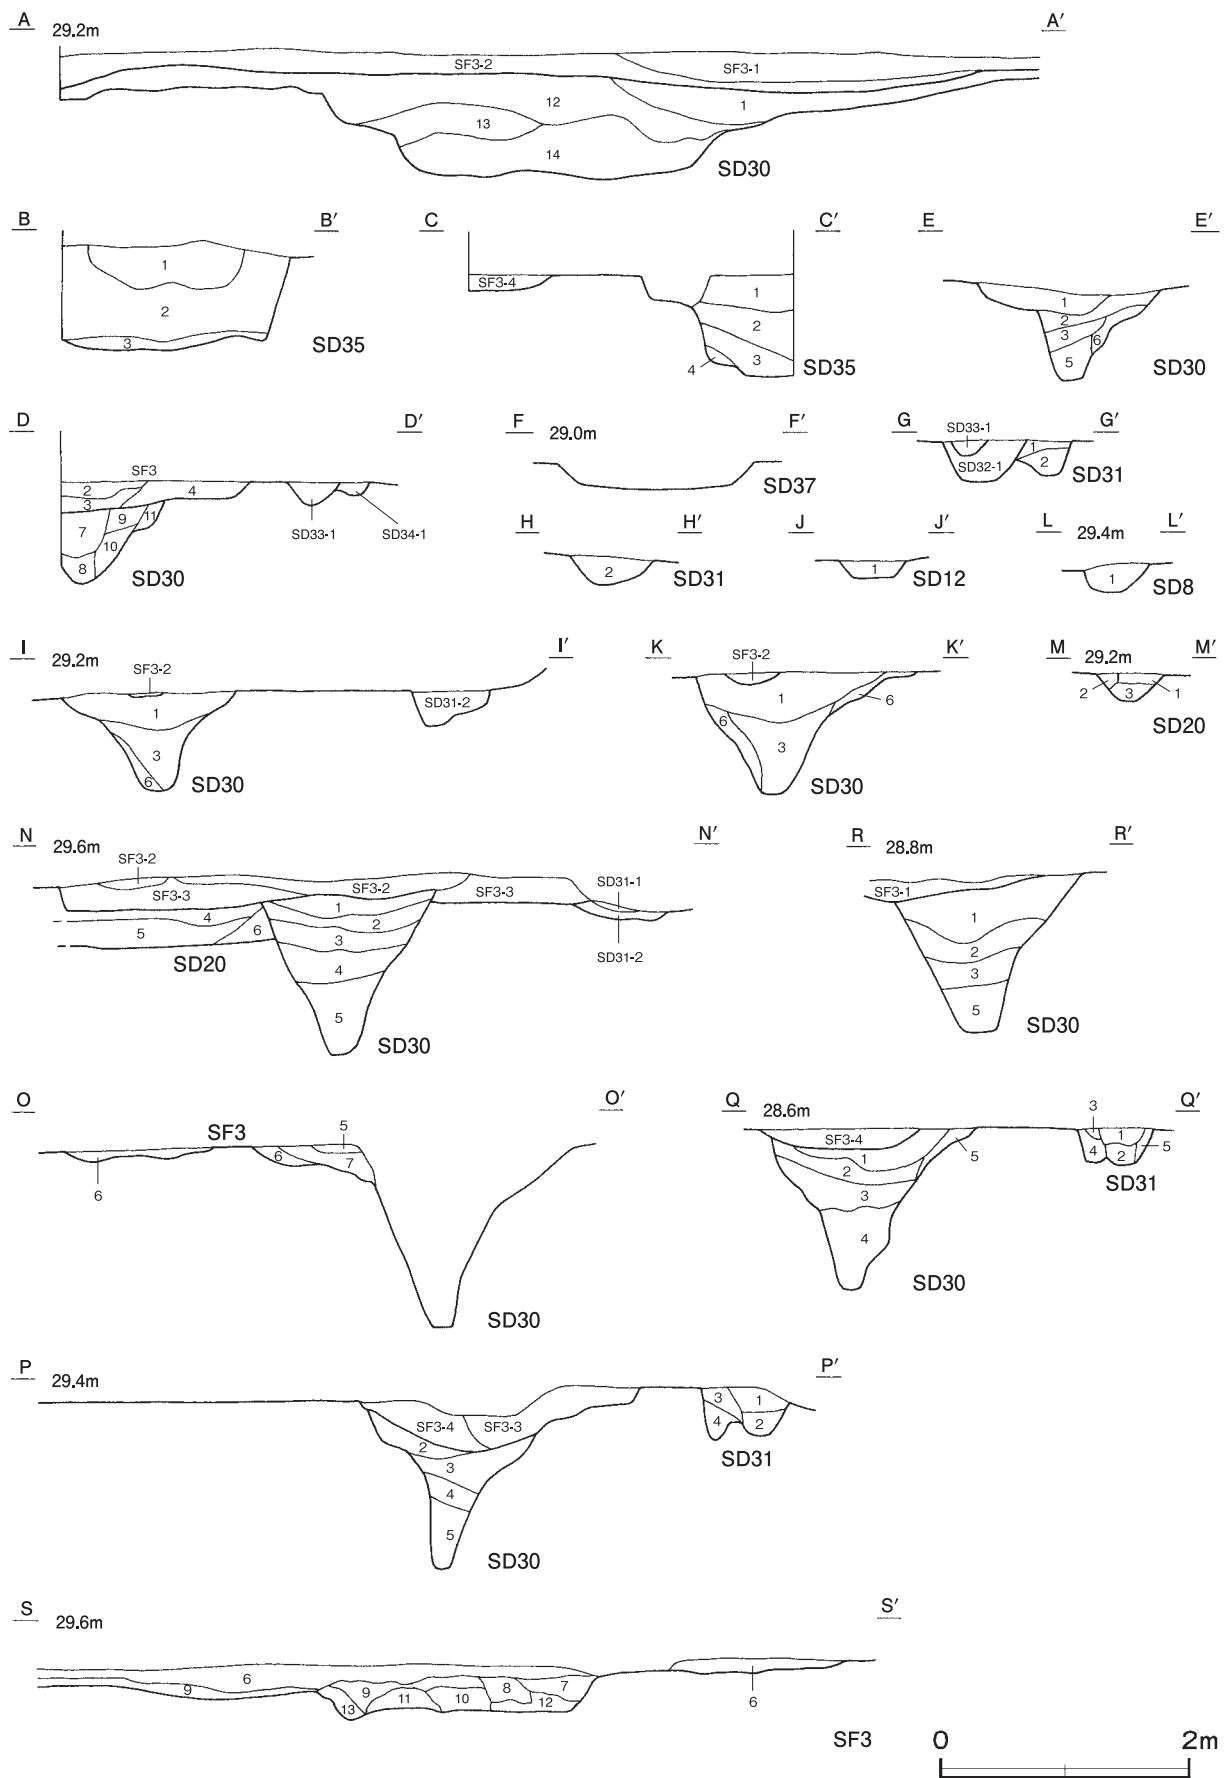 A 29.2m A′
SF3-2 SF3-1
12 1
13
14
SD30
B B′
1
2
3
SD35
C C′
SF3-4
1
2
3
4
SD35
E E′
1
2
3 6
5
SD30
D D′
SF3
2 4
3
7 9 11
10
8
SD33-1 SD34-1
SD30
F 29.0m F′
SD37
G G′
SD33-1
1
SD32-1 2
SD31
H H′
2
SD31
J J′
1
SD12
L 29.4m L′
1
SD8
I 29.2m I′
SF3-2
1
3
6
SD31-2
SD30
K K′
SF3-2
1
6 6
3
SD30
M 29.2m M′
2 3 1
SD20
N 29.6m N′
SF3-2
SF3-3 SF3-2 SF3-3
SD31-1
4 1
5 6 2
3
SD31-2
SD20
4
5
SD30
R 28.8m R′
SF3-1
1
2
3
5
SD30
O O′
SF3
5
6 7
6
SD30
Q 28.6m Q′
SF3-4
1
2
3
4
5
3
1
4 2 5
SD31
SD30
P 29.4m P′
SF3-4 SF3-3
2
3
4
5
3 1
4 2
SD31
SD30
S 29.6m S′
6
9 9 8 7
13 11 10 12
6
SF3
0 2m